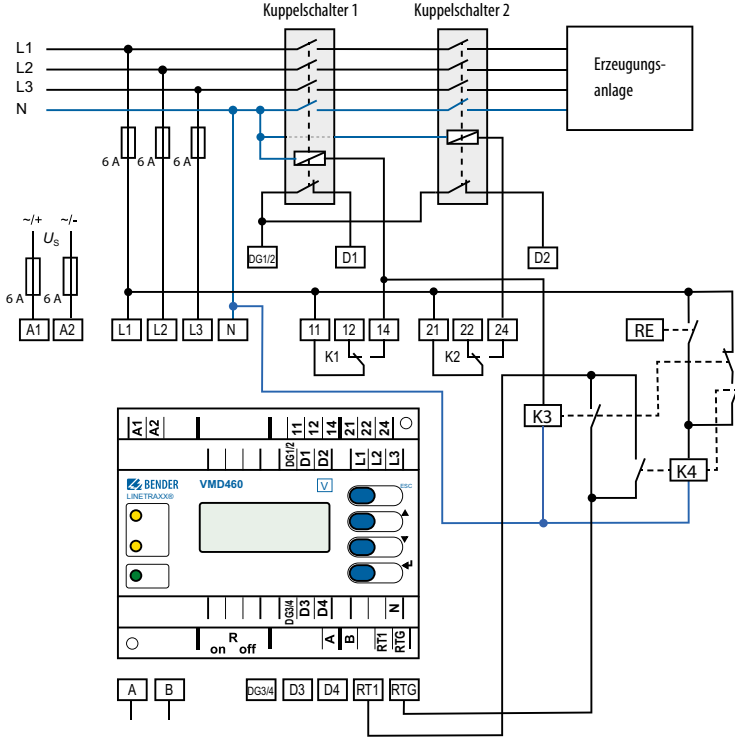 Kuppelschalter 1 Kuppelschalter 2
L1
L2
L3
N
Erzeugungs-
anlage
6 A 6 A 6 A
~/+ ~/-
US
6 A 6 A
DG1/2 D1 D2
A1 A2 L1 L2 L3 N 11 12 14 21 22 24 RE
K1 K2
K3
K4
A1 A2 11 12 14 21 22 24
DG1/2 D1 D2 L1 L2 L3
BENDER VMD460 V ESC
LINETRAXX®
DG3/4 D3 D4 N
R
on off A B RT1 RTG
A B DG3/4 D3 D4 RT1 RTG